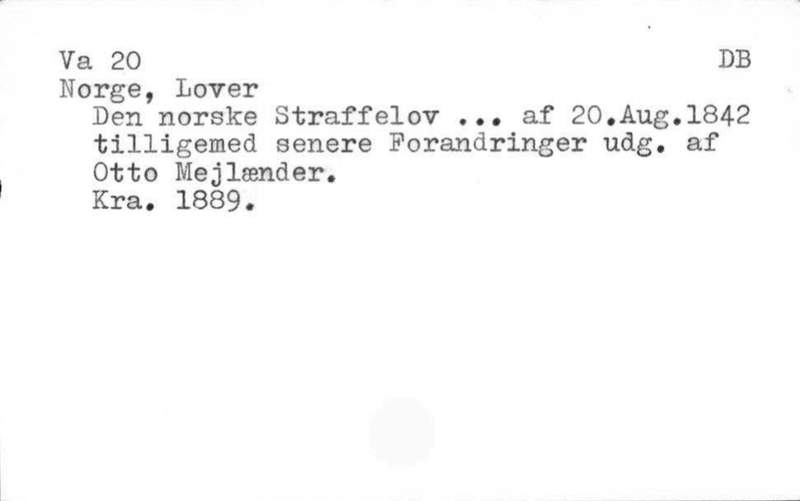 Va 20 DB
Norge, Lover
Den norske Straffelov ... af 20.Aug.1842
tilligemed senere Forandringer udg. af
Otto Mejlænder.
Kra. 1889.